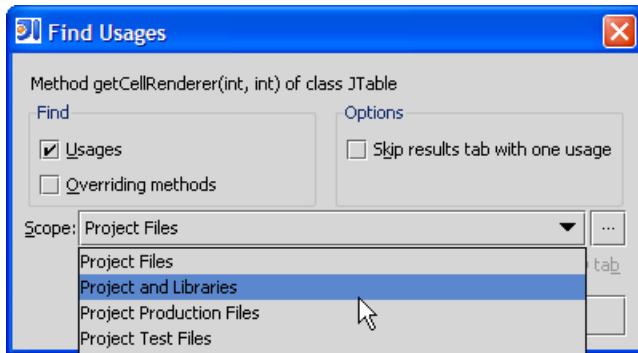 Find Usages
Method getCellRenderer(int, int) of class JTable
Find
Options
Usages
Skip results tab with one usage
Overriding methods
Scope: Project Files
...
Project Files
tab
Project and Libraries
Project Production Files
Project Test Files